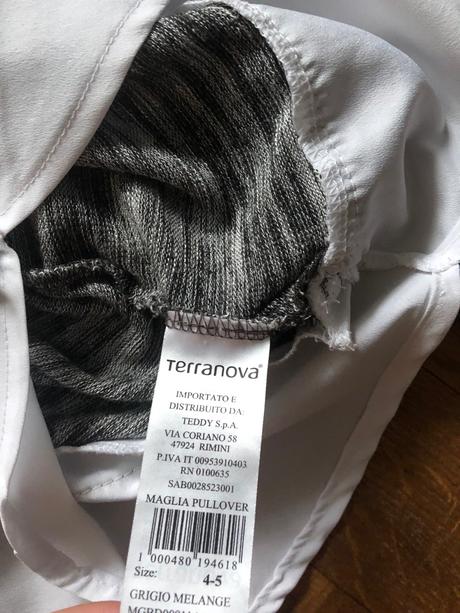 Terranova®
IMPORTATO E
DISTRIBUITO DA:
TEDDY S.p.A.
VIA CORIANO 58
47924 RIMINI
P.IVA IT 00953910403
RN 0100635
SAB0028523001
MAGLIA PULLOVER
1 000480 194618
Size: 4-5
GRIGIO MELANGE